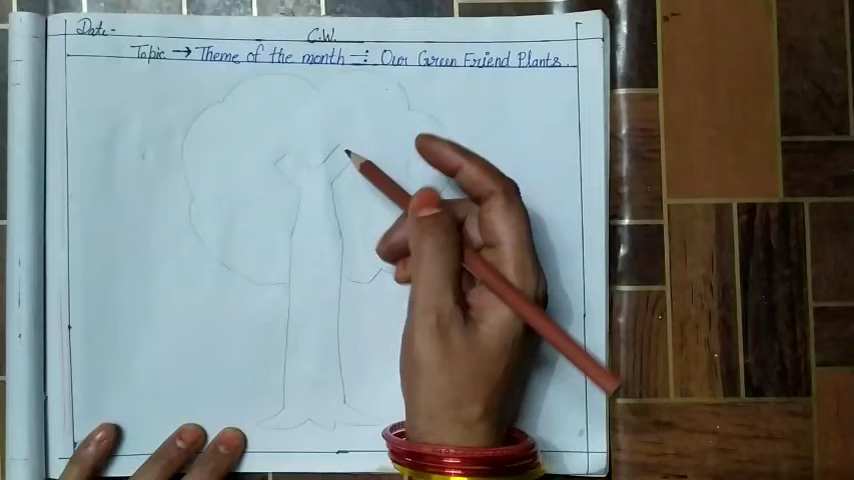 Date-
C.W.
Topic → Theme of the month :- Our Green Friend Plants.